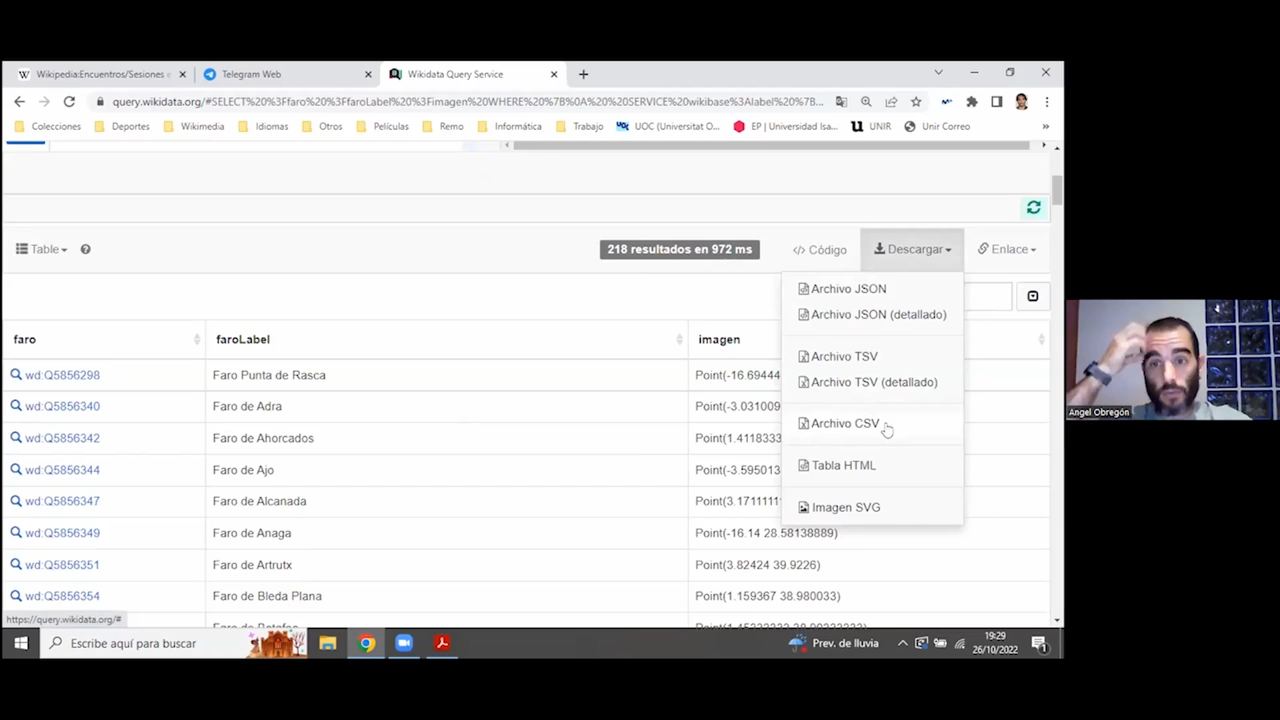 Wikipedia:Encuentros/Sesiones e
Telegram Web
Wikidata Query Service
query.wikidata.org/#SELECT%20%3Ffaro%20%3FfaroLabel%20%3Fimagen%20WHERE%20%7B%0A%20%20SERVICE%20wikibase%3Alabel%20%7B...
Colecciones
Deportes
Wikimedia
Idiomas
Otros
Películas
Remo
Informática
Trabajo
UOC (Universitat O...
EP | Universidad Isa...
UNIR
Unir Correo
»
Table
218 resultados en 972 ms
</> Código
Descargar
Enlace
Archivo JSON
Archivo JSON (detallado)
Archivo TSV
Archivo TSV (detallado)
Archivo CSV
Tabla HTML
Imagen SVG
faro faroLabel imagen
wd:Q5856298 Faro Punta de Rasca Point(-16.69444
wd:Q5856340 Faro de Adra Point(-3.031009
wd:Q5856342 Faro de Ahorcados Point(1.4118333
wd:Q5856344 Faro de Ajo Point(-3.595013
wd:Q5856347 Faro de Alcanada Point(3.1711111
wd:Q5856349 Faro de Anaga Point(-16.14 28.58138889)
wd:Q5856351 Faro de Artrutx Point(3.82424 39.9226)
wd:Q5856354 Faro de Bleda Plana Point(1.159367 38.980033)
https://query.wikidata.org/#
Escribe aquí para buscar
Prev. de lluvia
19:29
26/10/2022
1
Angel Obregón